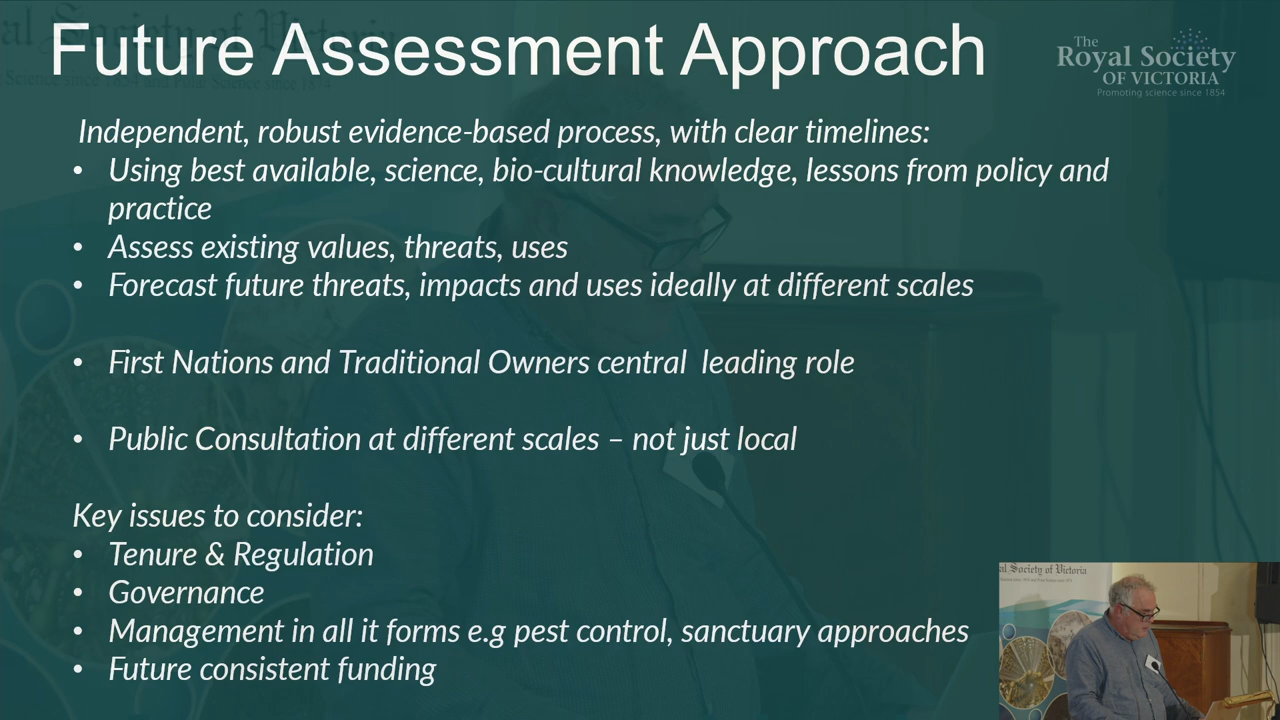 Future Assessment Approach
The
Royal Society
OF VICTORIA
Promoting science since 1854
Independent, robust evidence-based process, with clear timelines:
• Using best available, science, bio-cultural knowledge, lessons from policy and
practice
• Assess existing values, threats, uses
• Forecast future threats, impacts and uses ideally at different scales
• First Nations and Traditional Owners central  leading role
• Public Consultation at different scales – not just local
Key issues to consider:
• Tenure & Regulation
• Governance
• Management in all it forms e.g pest control, sanctuary approaches
• Future consistent funding
al Society of Victoria